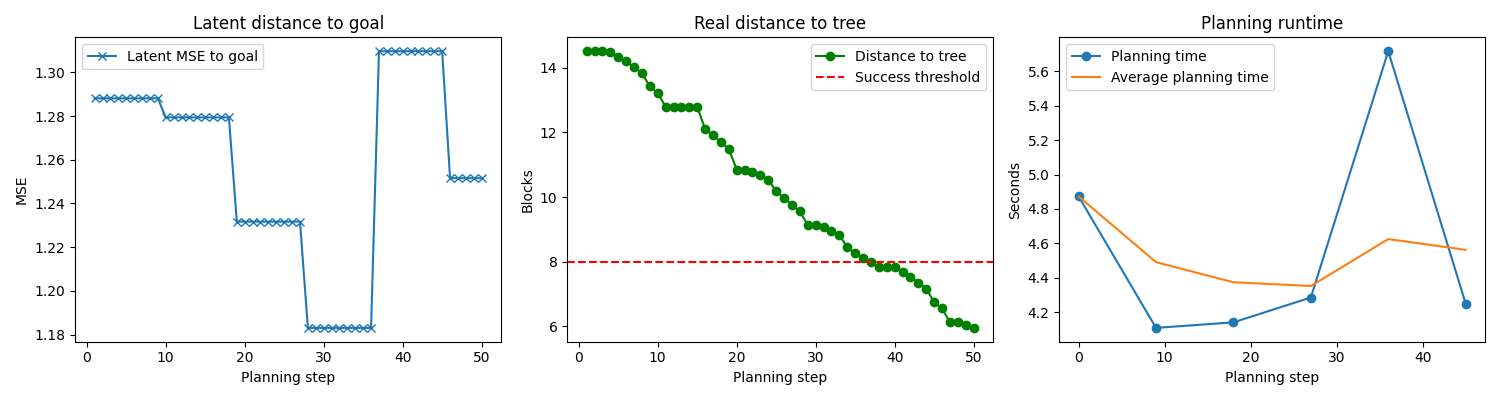 Latent distance to goal
Latent MSE to goal
MSE
1.30
1.28
1.26
1.24
1.22
1.20
1.18
0 10 20 30 40 50
Planning step
Real distance to tree
Distance to tree
Success threshold
Blocks
14
12
10
8
6
0 10 20 30 40 50
Planning step
Planning runtime
Planning time
Average planning time
Seconds
5.6
5.4
5.2
5.0
4.8
4.6
4.4
4.2
0 10 20 30 40
Planning step